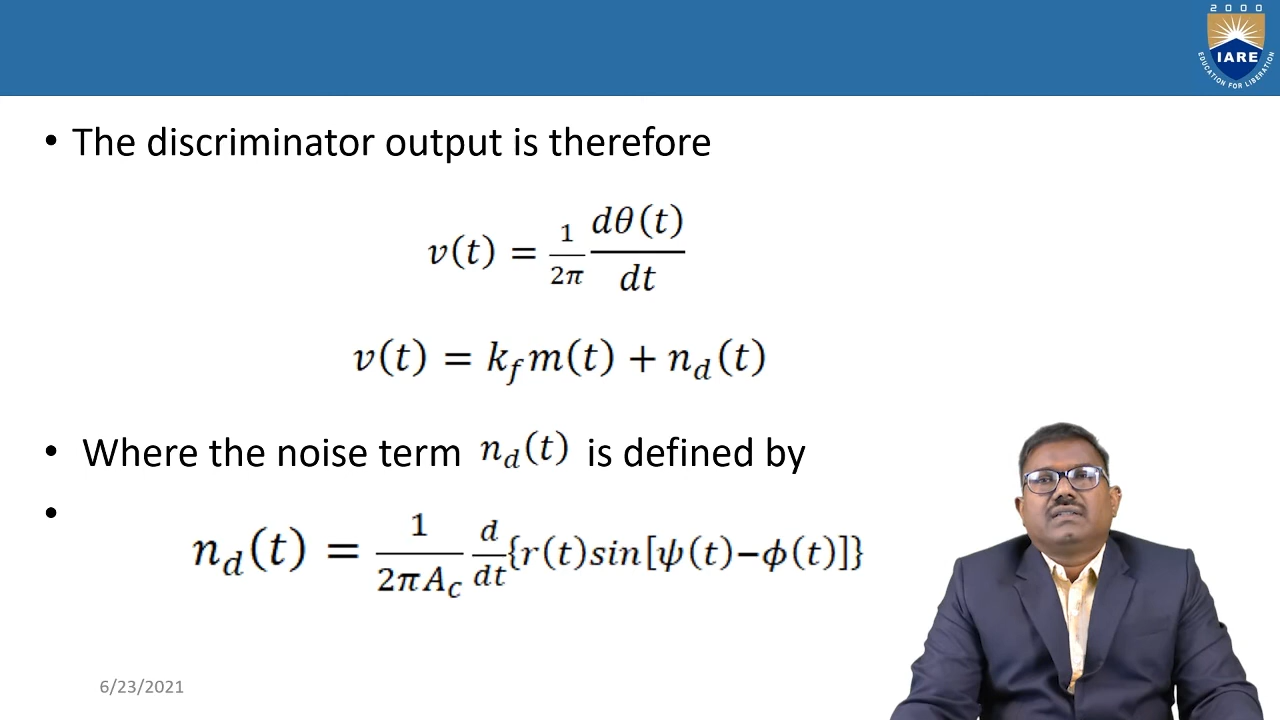 2000
IARE
EDUCATION FOR LIBERATION
• The discriminator output is therefore
v(t) = 1/2π dθ(t)/dt
v(t) = k_f m(t) + n_d(t)
• Where the noise term n_d(t) is defined by
•
n_d(t) = 1/2πA_c d/dt{r(t)sin[ψ(t)−ϕ(t)]}
6/23/2021